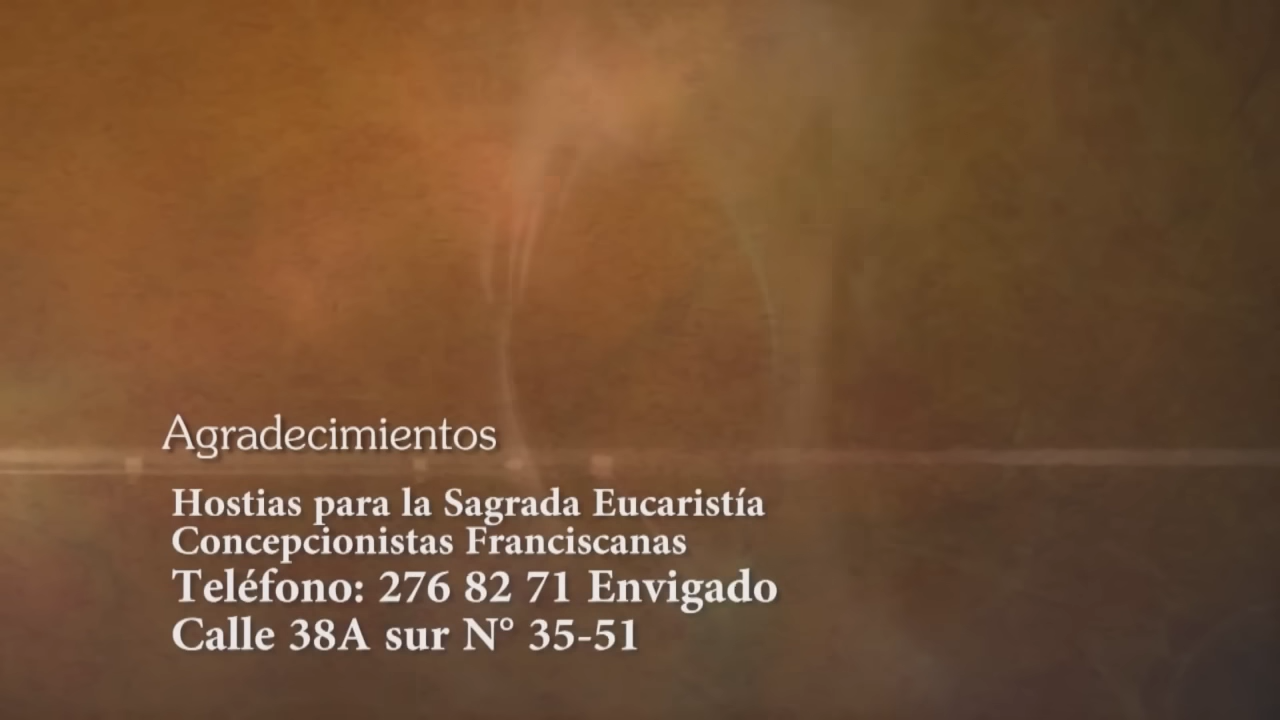 Agradecimientos
Hostias para la Sagrada Eucaristía
Concepcionistas Franciscanas
Teléfono: 276 82 71 Envigado
Calle 38A sur N° 35-51